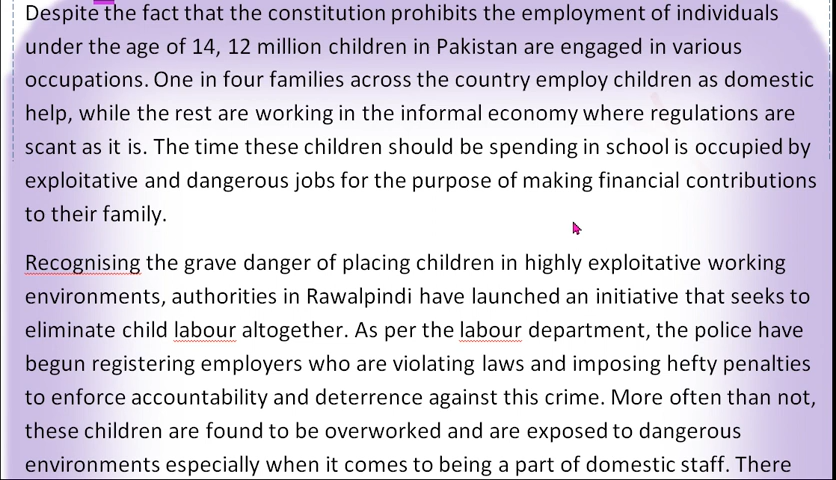 Despite the fact that the constitution prohibits the employment of individuals
under the age of 14, 12 million children in Pakistan are engaged in various
occupations. One in four families across the country employ children as domestic
help, while the rest are working in the informal economy where regulations are
scant as it is. The time these children should be spending in school is occupied by
exploitative and dangerous jobs for the purpose of making financial contributions
to their family.
Recognising the grave danger of placing children in highly exploitative working
environments, authorities in Rawalpindi have launched an initiative that seeks to
eliminate child labour altogether. As per the labour department, the police have
begun registering employers who are violating laws and imposing hefty penalties
to enforce accountability and deterrence against this crime. More often than not,
these children are found to be overworked and are exposed to dangerous
environments especially when it comes to being a part of domestic staff. There